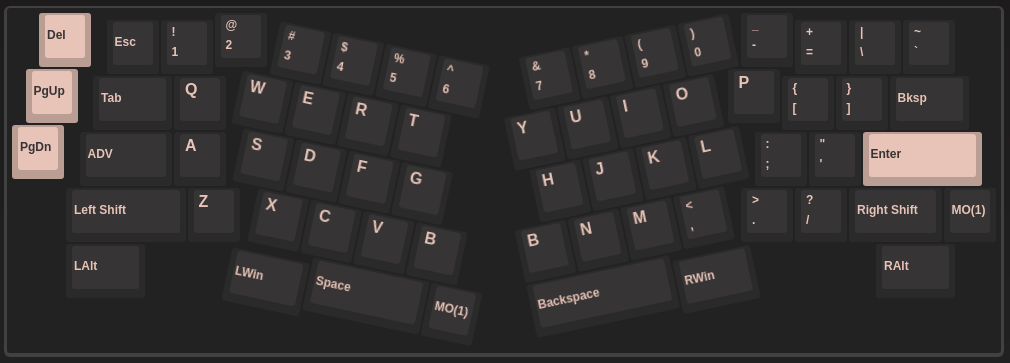 Del
Esc
!
1
@
2
#
3
$
4
%
5
^
6
&
7
*
8
(
9
)
0
_
-
+
=
|
\
~
`
PgUp
Tab
Q
W
E
R
T
Y
U
I
O
P
{
[
}
]
Bksp
PgDn
ADV
A
S
D
F
G
H
J
K
L
:
;
"
'
Enter
Left Shift
Z
X
C
V
B
B
N
M
<
,
>
.
?
/
Right Shift
MO(1)
LAlt
LWin
Space
MO(1)
Backspace
RWin
RAlt